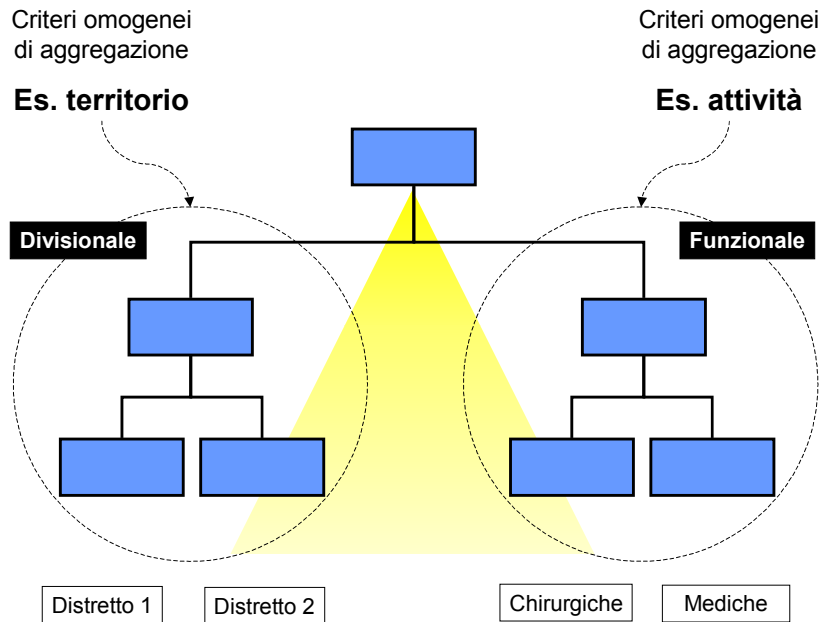 Criteri omogenei
di aggregazione
Es. territorio
Criteri omogenei
di aggregazione
Es. attività
Divisionale
Funzionale
Distretto 1
Distretto 2
Chirurgiche
Mediche